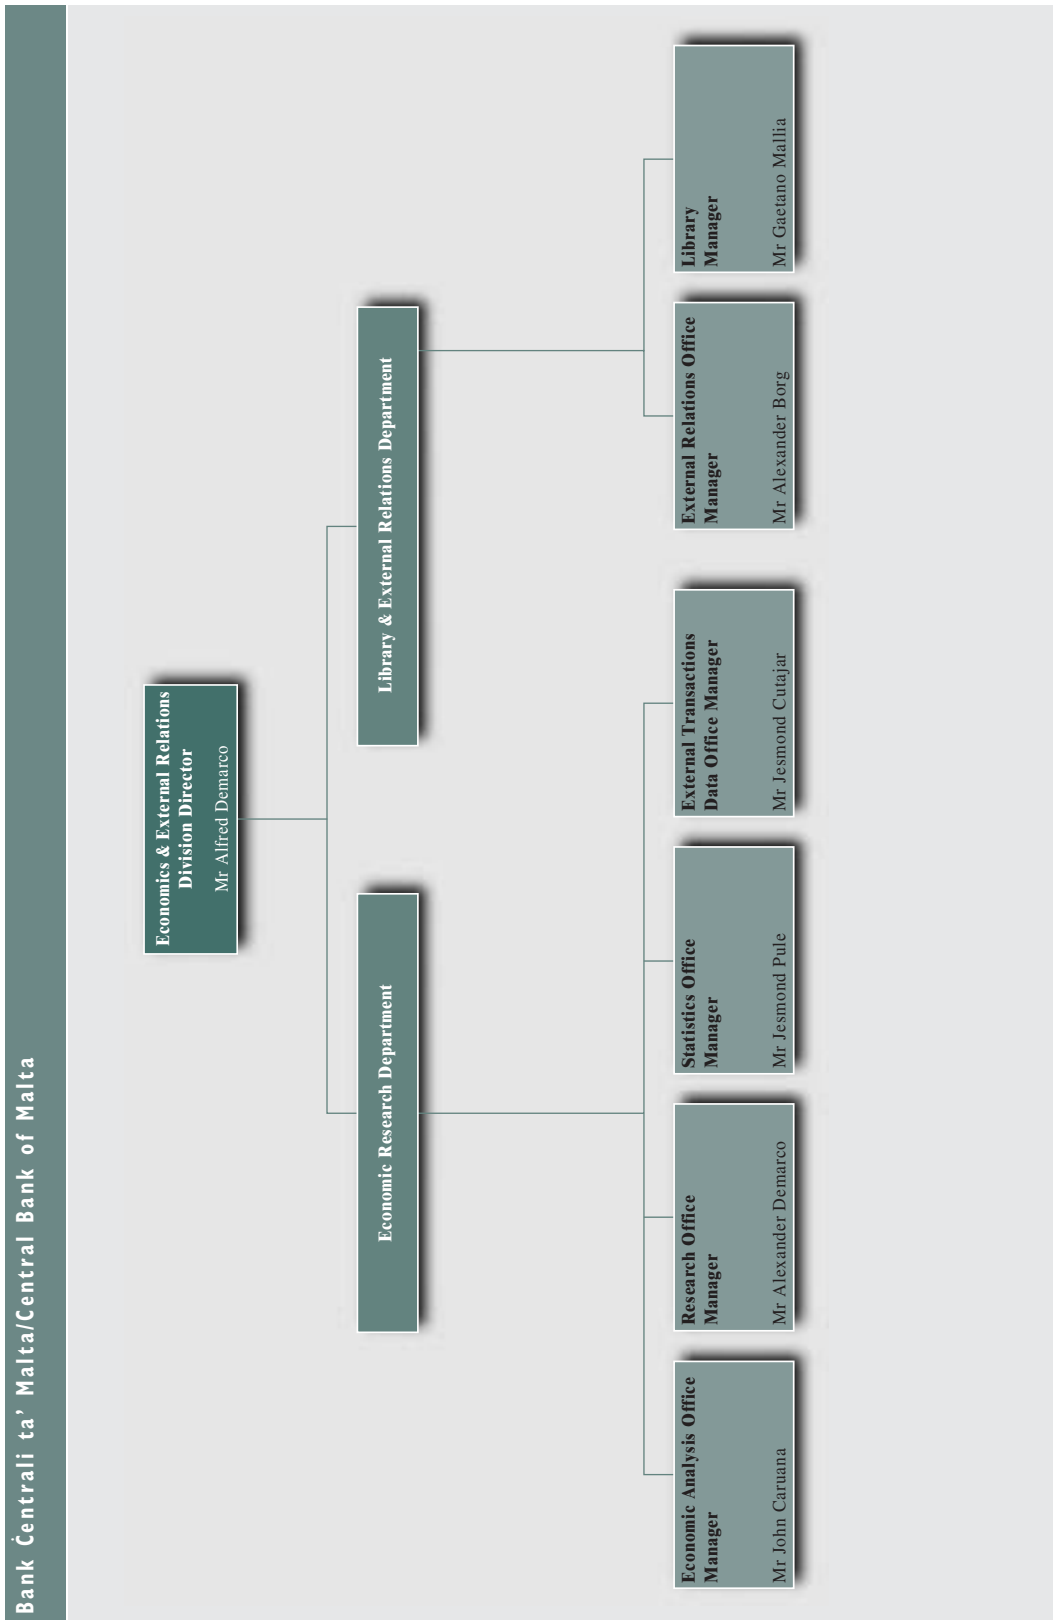 Bank Ċentrali ta’ Malta/Central Bank of Malta
Economics & External Relations
Division Director
Mr Alfred Demarco
Economic Research Department
Library & External Relations Department
Economic Analysis Office
Manager
Mr John Caruana
Research Office
Manager
Mr Alexander Demarco
Statistics Office
Manager
Mr Jesmond Pule
External Transactions
Data Office Manager
Mr Jesmond Cutajar
External Relations Office
Manager
Mr Alexander Borg
Library
Manager
Mr Gaetano Mallia